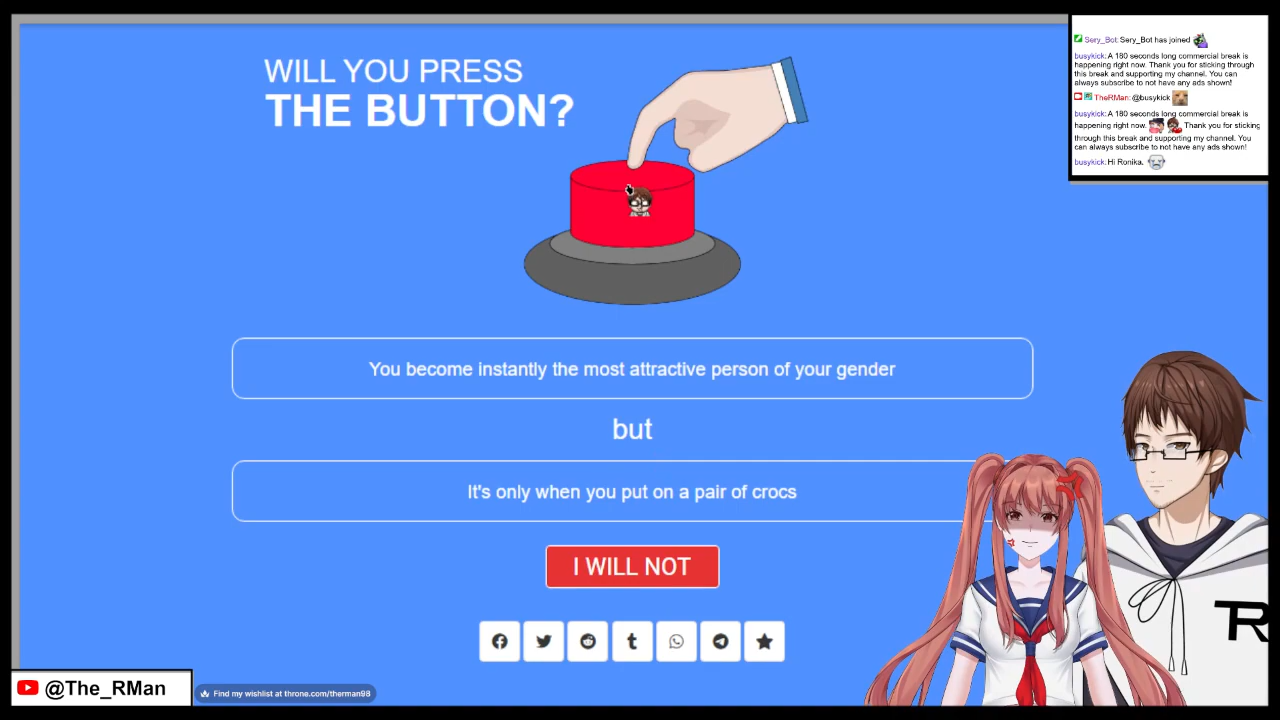 WILL YOU PRESS
THE BUTTON?
You become instantly the most attractive person of your gender
but
It's only when you put on a pair of crocs
I WILL NOT
Sery_Bot: Sery_Bot has joined
busykick: A 180 seconds long commercial break is
happening right now. Thank you for sticking through
this break and supporting my channel. You can
always subscribe to not have any ads shown!
TheRMan: @busykick
busykick: A 180 seconds long commercial break is
happening right now. Thank you for sticking
through this break and supporting my channel. You
can always subscribe to not have any ads shown!
busykick: Hi Ronika.
TR
@The_RMan
Find my wishlist at throne.com/therman98